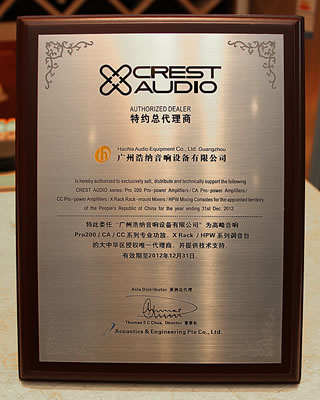 CREST
AUDIO
AUTHORIZED DEALER
特约总代理商
HaoNa Audio Equipment Co., Ltd. Guangzhou
广州浩纳音响设备有限公司
Is hereby authorized to exclusively sell, distribute and technically support the following
CREST AUDIO series: Pro 200 Pro-power Amplifiers / CA Pro-power Amplifiers /
CC Pro-power Amplifiers / X Rack Rack-mount Mixers / HPW Mixing Consoles for the appointed territory
of the People's Republic of China for the year ending 31st Dec. 2012.
特此委任 "广州浩纳音响设备有限公司" 为高峰音响
Pro200 / CA / CC系列专业功放、X Rack / HPW系列调音台
的大中华区授权唯一代理商，并提供技术支持
有效期至2012年12月31日
Asia Distributor 亚洲总代理
Thomas E C Chua, Director 董事长
Acoustics & Engineering Pte Co., Ltd.